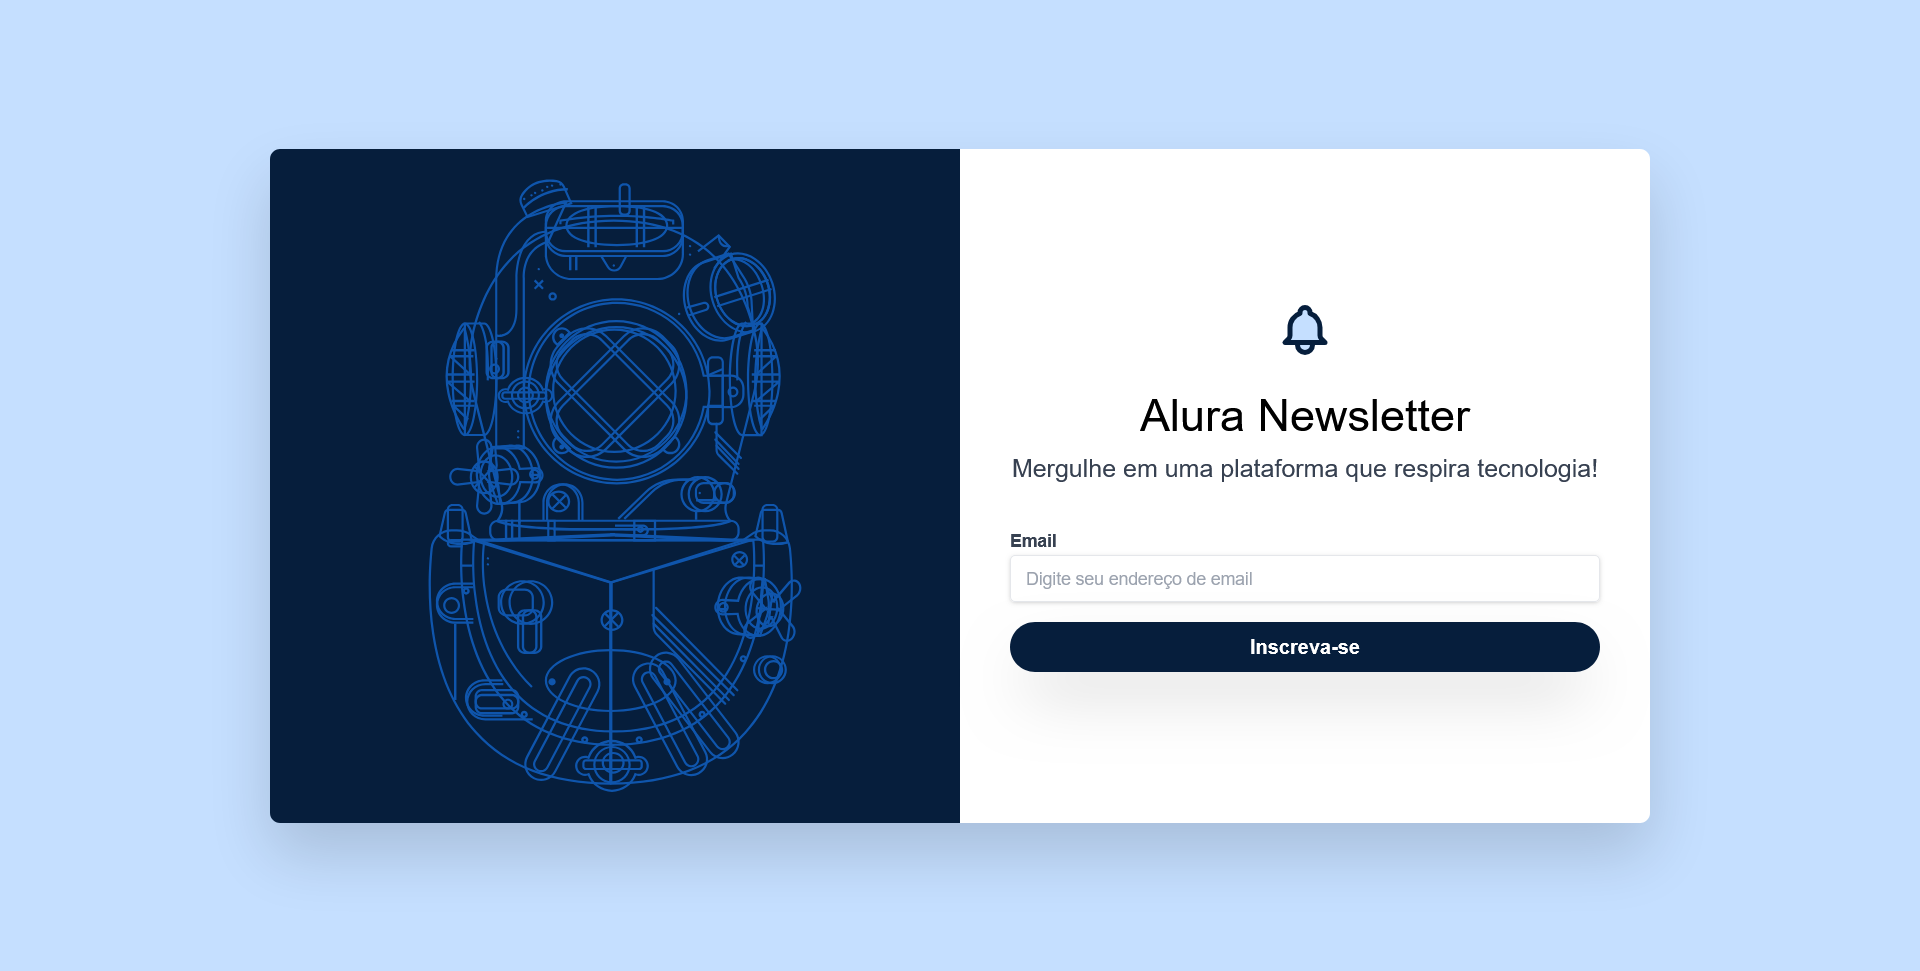 Alura Newsletter
Mergulhe em uma plataforma que respira tecnologia!
Email
Digite seu endereço de email
Inscreva-se